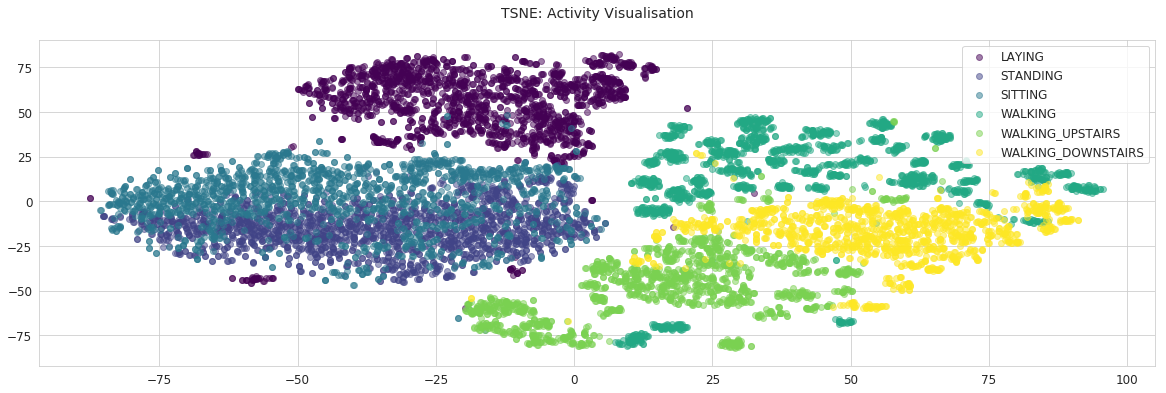 TSNE: Activity Visualisation
LAYING
STANDING
SITTING
WALKING
WALKING_UPSTAIRS
WALKING_DOWNSTAIRS
75
50
25
0
−25
−50
−75
−75 −50 −25 0 25 50 75 100